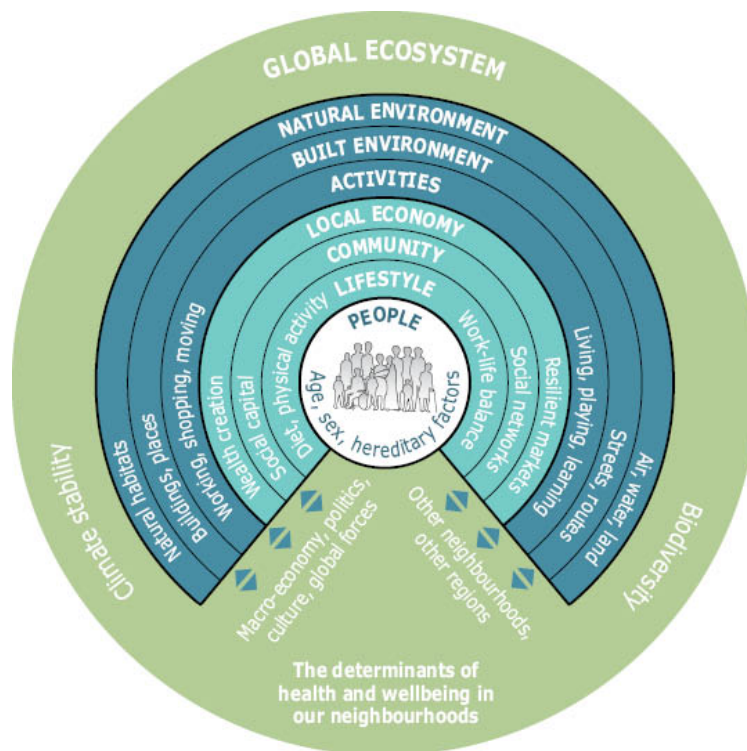 GLOBAL ECOSYSTEM
NATURAL ENVIRONMENT
BUILT ENVIRONMENT
ACTIVITIES
LOCAL ECONOMY
COMMUNITY
LIFESTYLE
PEOPLE
Age, sex, hereditary factors
Diet, physical activity
Work-life balance
Social capital
Social networks
Wealth creation
Resilient markets
Working, shopping, moving
Living, playing, learning
Buildings, places
Streets, routes
Natural habitats
Air, water, land
Climate stability
Biodiversity
Macro-economy, politics,
culture, global forces
Other neighbourhoods,
other regions
The determinants of
health and wellbeing in
our neighbourhoods